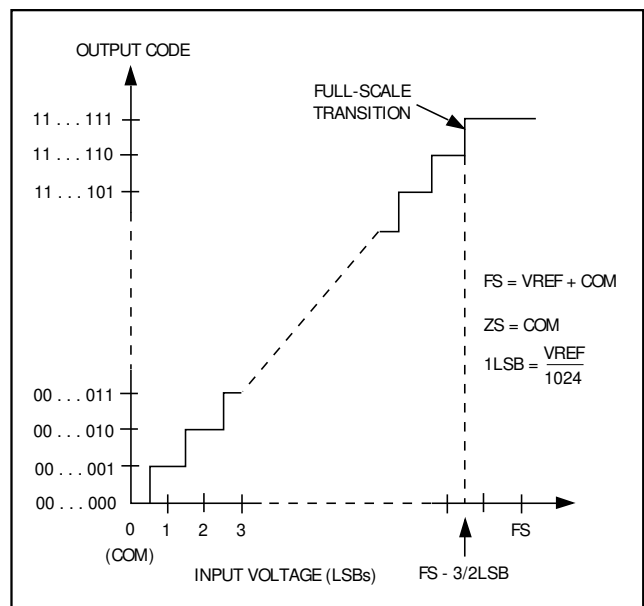 OUTPUT CODE
FULL-SCALE
TRANSITION
11 . . . 111
11 . . . 110
11 . . . 101
FS = VREF + COM
ZS = COM
1LSB = VREF
1024
00 . . . 011
00 . . . 010
00 . . . 001
00 . . . 000
0 1 2 3 FS
(COM)
INPUT VOLTAGE (LSBs) FS - 3/2LSB